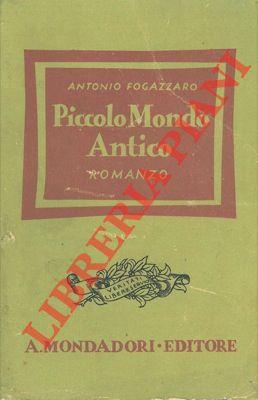 ANTONIO FOGAZZARO
Piccolo Mondo
Antico
ROMANZO
LIBRERIA PIANI
A. MONDADORI · EDITORE